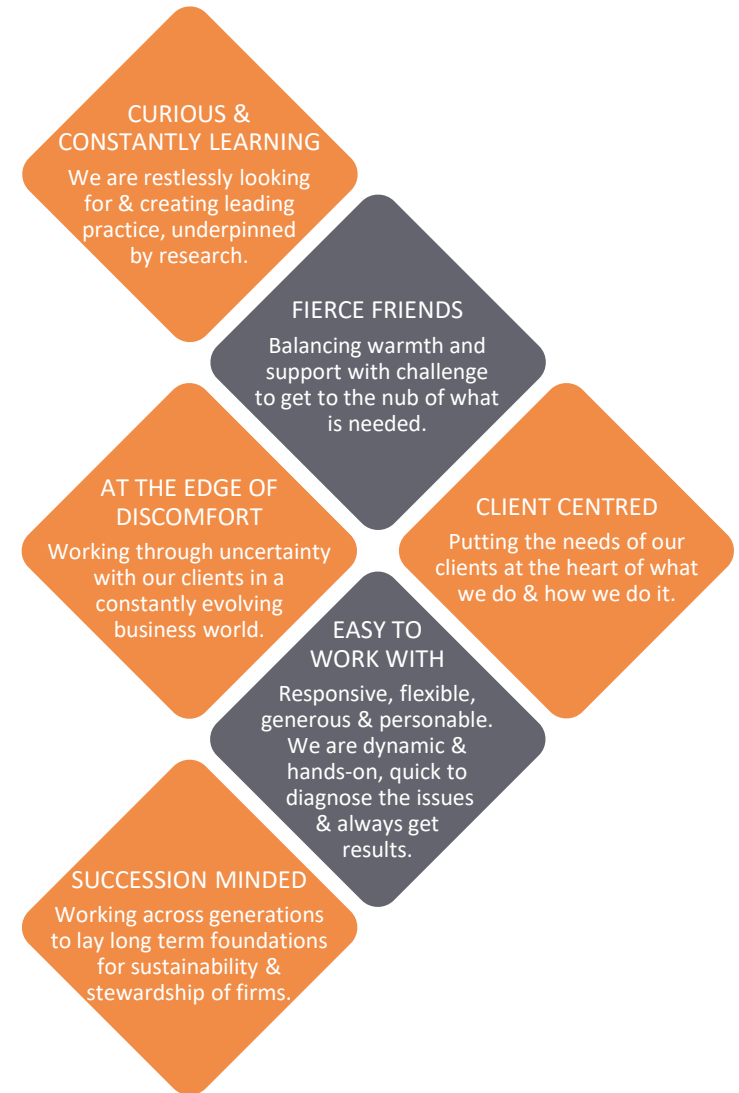 CURIOUS &
CONSTANTLY LEARNING
We are restlessly looking
for & creating leading
practice, underpinned
by research.
FIERCE FRIENDS
Balancing warmth and
support with challenge
to get to the nub of what
is needed.
AT THE EDGE OF
DISCOMFORT
Working through uncertainty
with our clients in a
constantly evolving
business world.
CLIENT CENTRED
Putting the needs of our
clients at the heart of what
we do & how we do it.
EASY TO
WORK WITH
Responsive, flexible,
generous & personable.
We are dynamic &
hands-on, quick to
diagnose the issues
& always get
results.
SUCCESSION MINDED
Working across generations
to lay long term foundations
for sustainability &
stewardship of firms.